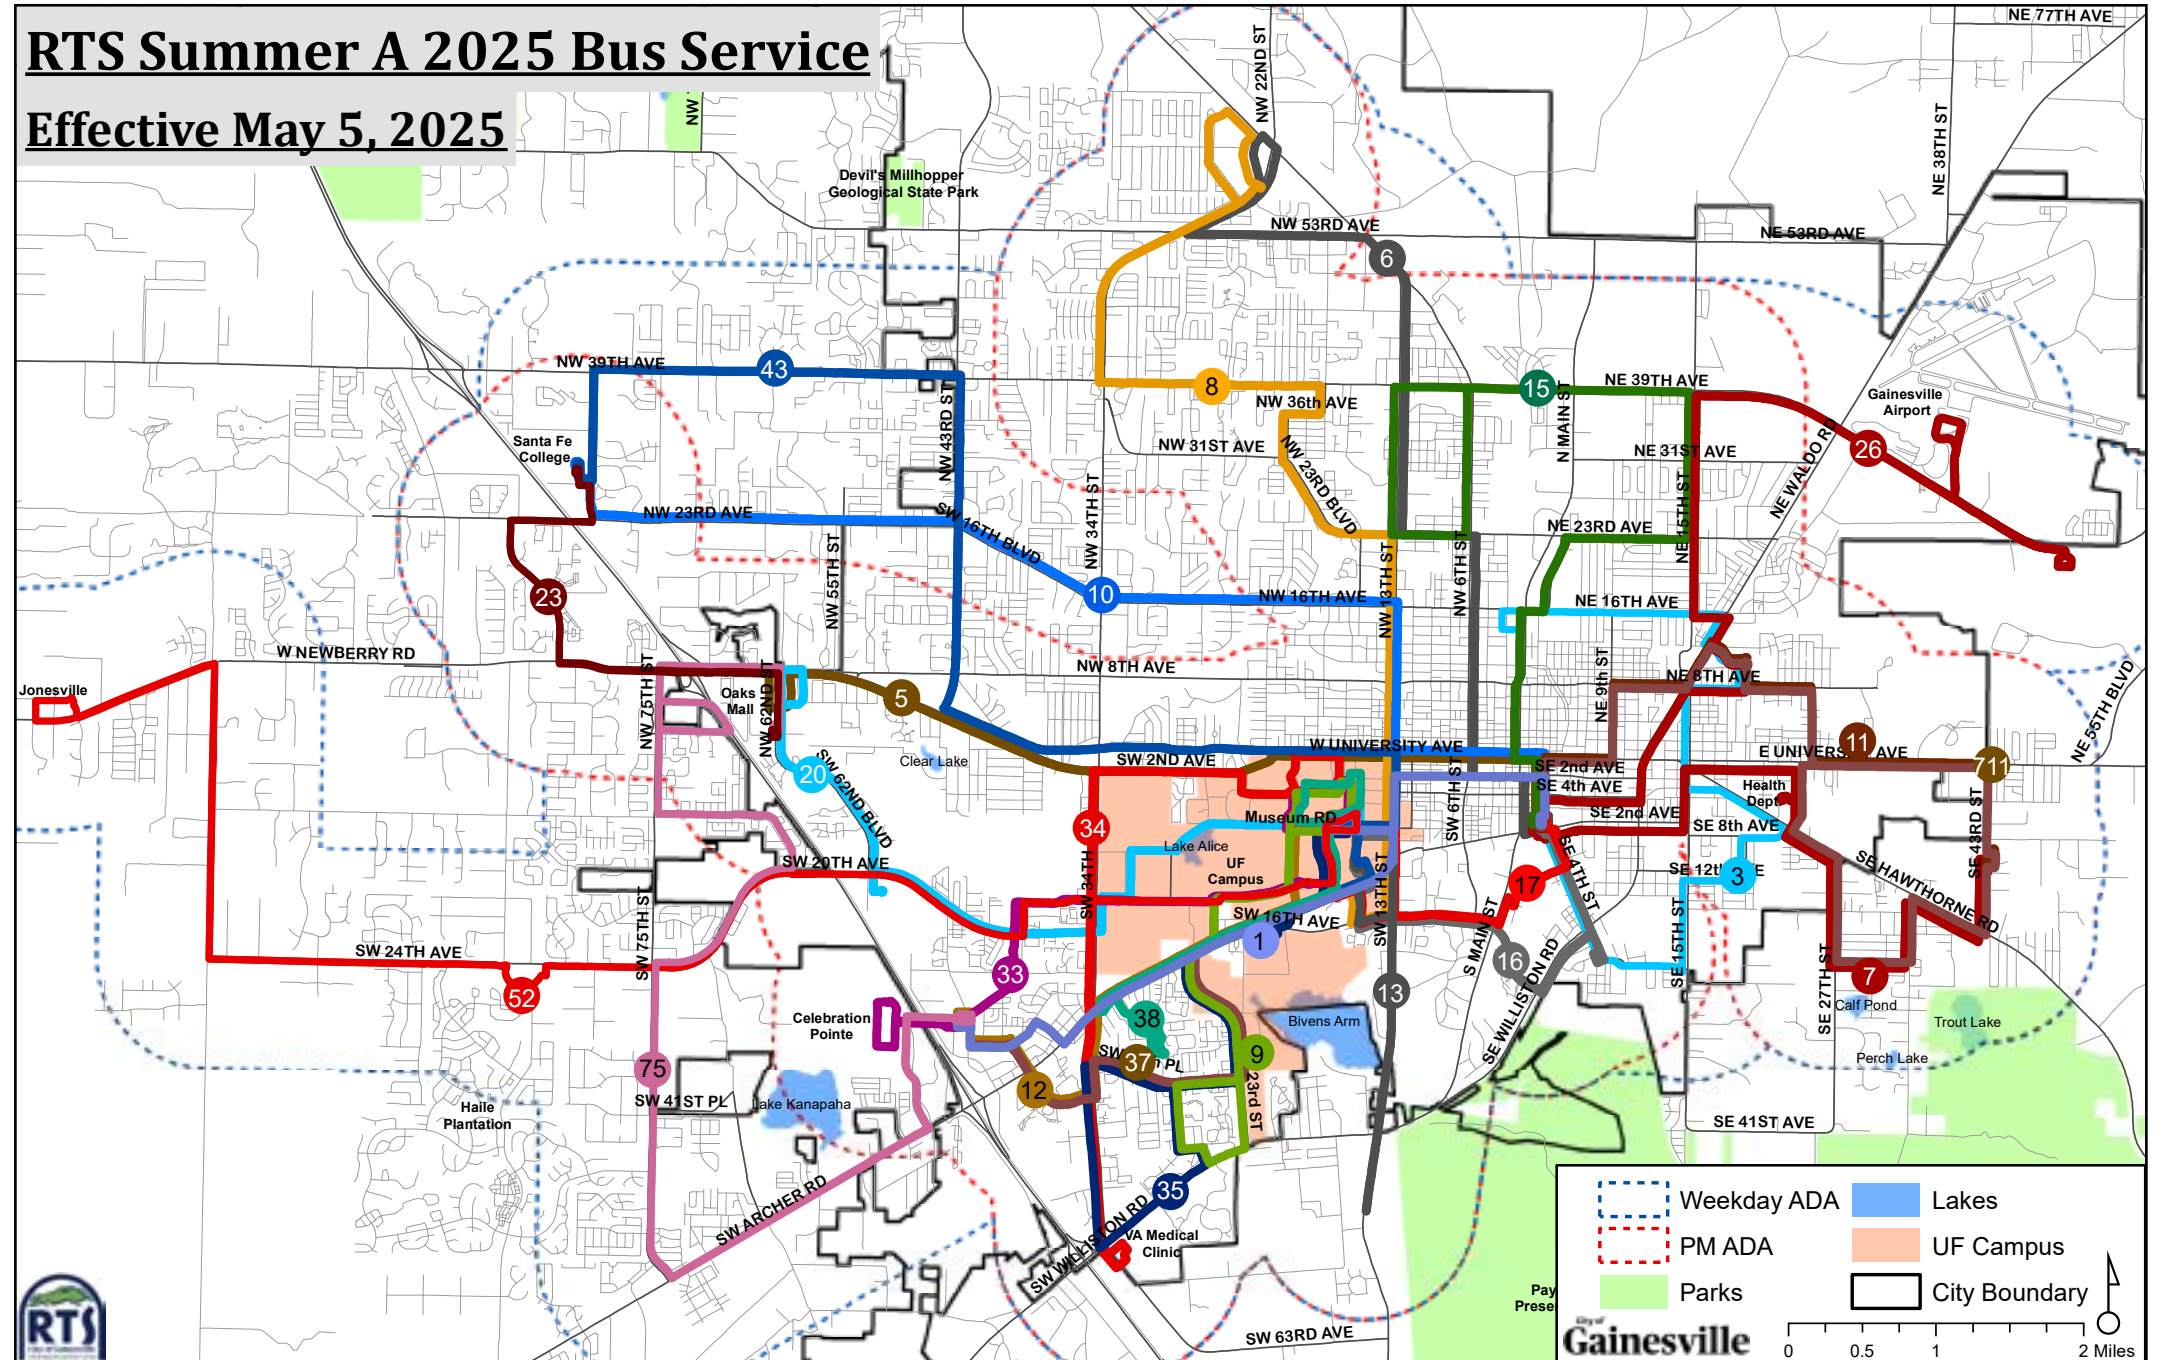 RTS Summer A 2025 Bus Service
Effective May 5, 2025
NE 77TH AVE
NW 22ND ST
NE 38TH ST
NW
Devil's Millhopper
Geological State Park
NW 53RD AVE
NE 53RD AVE
6
NW 39TH AVE
43
8
15
NE 39TH AVE
NW 36th AVE
N MAIN ST
Gainesville
Airport
NW 43RD ST
Santa Fe
College
NW 31ST AVE
NE 31ST AVE
26
NW 23RD BLVD
NE WALDO RD
NW 34TH ST
NE 15TH ST
NW 23RD AVE
SW 16TH BLVD
NE 23RD AVE
NW 55TH ST
NW 13TH ST
NW 6TH ST
23
10
NW 16TH AVE
NE 16TH AVE
W NEWBERRY RD
NW 8TH AVE
NE 8TH AVE
NE 9th ST
NE 55TH BLVD
Jonesville
NW 75TH ST
Oaks
Mall
NW 62ND ST
5
11
W UNIVERSITY AVE
E UNIVERS AVE
Clear Lake
SW 2ND AVE
SE 2nd AVE
711
20
SW 62ND BLVD
SE 4th AVE
Health
Dept.
SE 2nd AVE
SW 6TH ST
SE 43RD ST
34
Museum RD
SE 8th AVE
Lake Alice
UF
Campus
SW 20TH AVE
SE 4TH ST
SE 12t E
3
SE HAWTHORNE RD
SW 34TH
17
SW 13TH ST
SW 16TH AVE
S MAIN ST
SE 15TH ST
SW 75TH ST
1
SW 24TH AVE
16
SE WILLISTON RD
33
52
13
SE 27TH ST
7
Calf Pond
Celebration
Pointe
38
Bivens Arm
Trout Lake
SW PL
37
9
Perch Lake
75
12
23rd ST
SW 41ST PL
Lake Kanapaha
Haile
Plantation
SE 41ST AVE
35
SW ARCHER RD
SW WILLISTON RD
VA Medical
Clinic
SW 63RD AVE
Pay
Prese
Weekday ADA
Lakes
PM ADA
UF Campus
Parks
City Boundary
RTS
City of
Gainesville
0 0.5 1 2 Miles